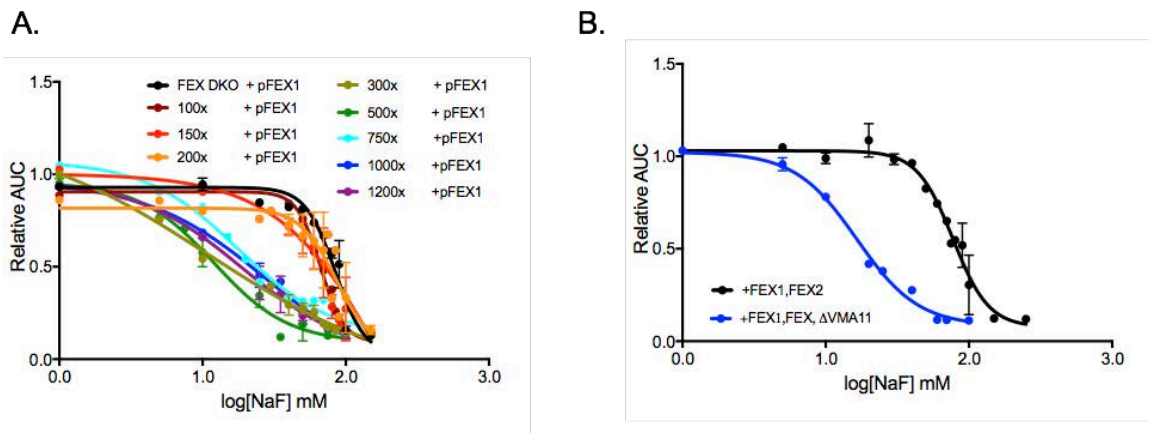 A.
B.
1.5
1.0
0.5
0.0
Relative AUC
0.0
1.0
2.0
3.0
log[NaF] mM
FEX DKO + pFEX1
100x + pFEX1
150x + pFEX1
200x + pFEX1
300x + pFEX1
500x + pFEX1
750x +pFEX1
1000x +pFEX1
1200x +pFEX1
1.5
1.0
0.5
0.0
Relative AUC
0.0
1.0
2.0
3.0
log[NaF] mM
+FEX1,FEX2
+FEX1,FEX, ΔVMA11